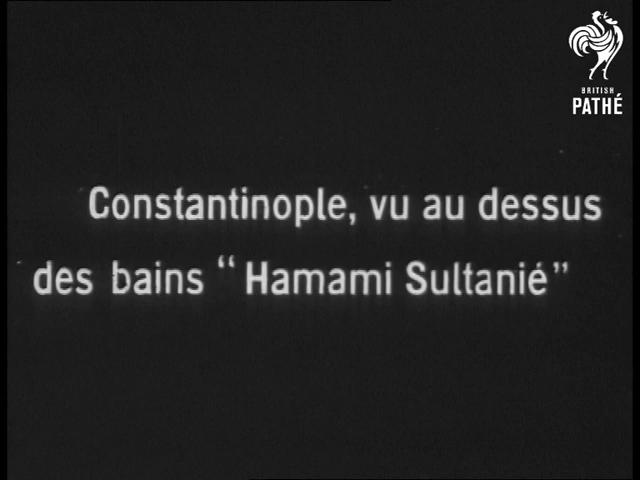 BRITISH
PATHÉ
Constantinople, vu au dessus
des bains “ Hamami Sultanié”